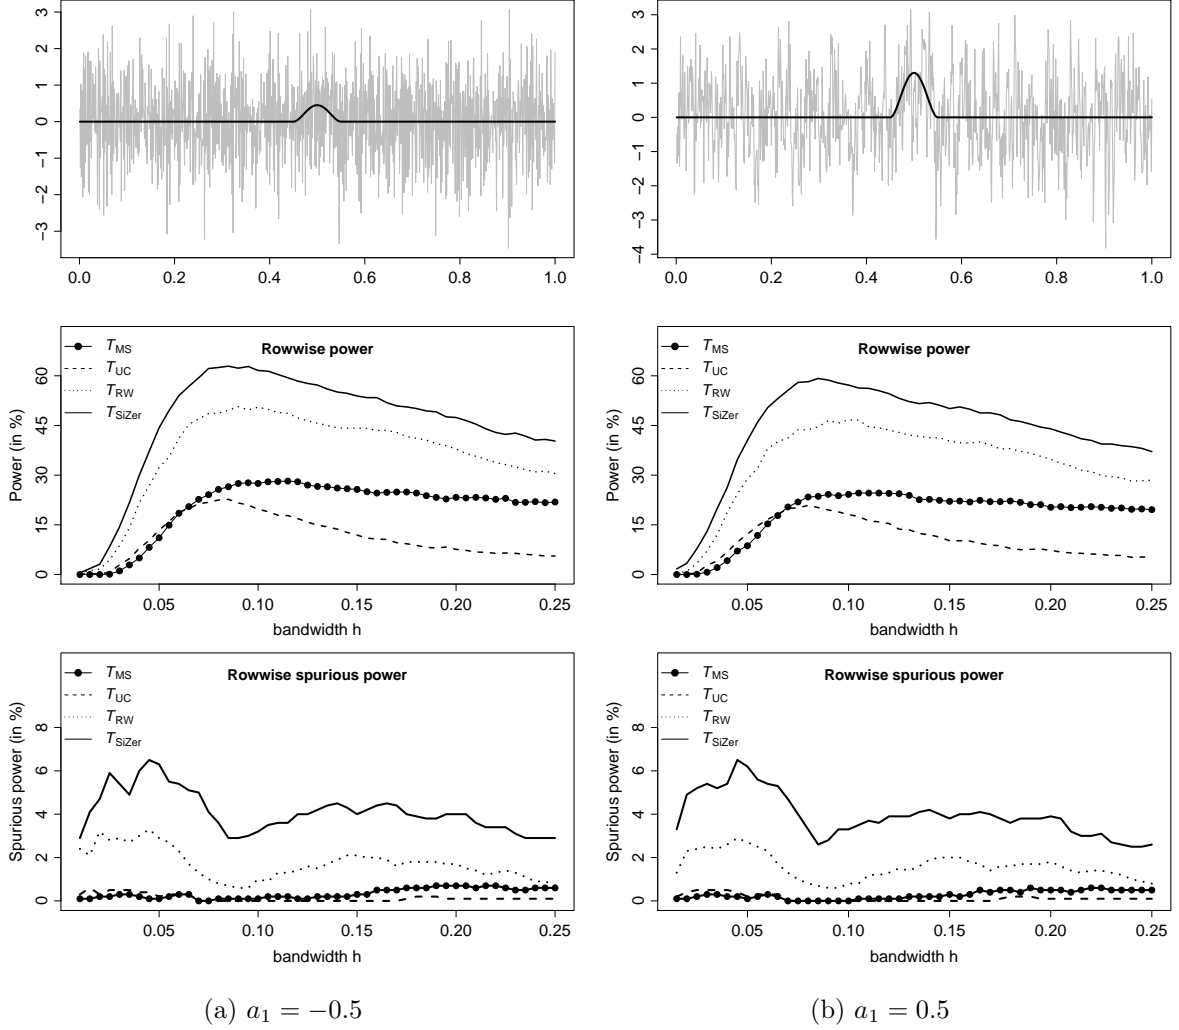 3
2
1
0
−1
−2
−3
0.0 0.2 0.4 0.6 0.8 1.0
3
2
1
0
−1
−2
−3
−4
0.0 0.2 0.4 0.6 0.8 1.0
Rowwise power
T_MS
T_UC
T_RW
T_SiZer
Power (in %)
60
45
30
15
0
0.05 0.10 0.15 0.20 0.25
bandwidth h
Rowwise power
T_MS
T_UC
T_RW
T_SiZer
Power (in %)
60
45
30
15
0
0.05 0.10 0.15 0.20 0.25
bandwidth h
Rowwise spurious power
T_MS
T_UC
T_RW
T_SiZer
Spurious power (in %)
8
6
4
2
0
0.05 0.10 0.15 0.20 0.25
bandwidth h
Rowwise spurious power
T_MS
T_UC
T_RW
T_SiZer
Spurious power (in %)
8
6
4
2
0
0.05 0.10 0.15 0.20 0.25
bandwidth h
(a) a₁ = −0.5
(b) a₁ = 0.5